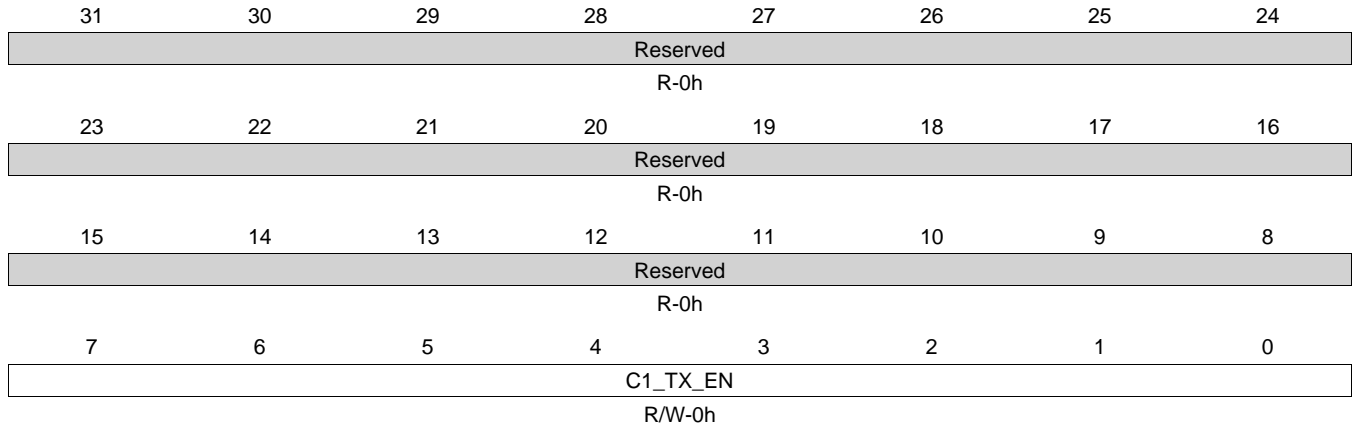 31 30 29 28 27 26 25 24
Reserved
R-0h
23 22 21 20 19 18 17 16
Reserved
R-0h
15 14 13 12 11 10 9 8
Reserved
R-0h
7 6 5 4 3 2 1 0
C1_TX_EN
R/W-0h